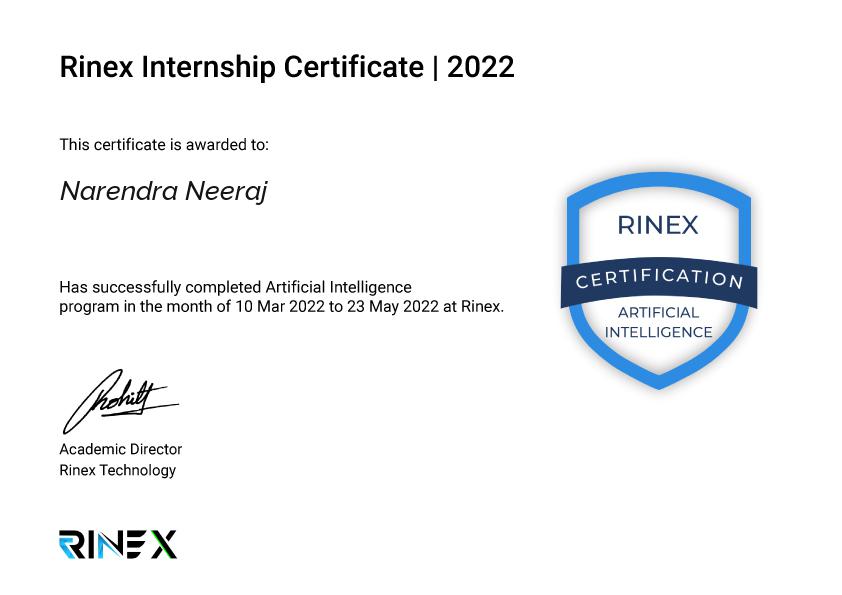 Rinex Internship Certificate | 2022
This certificate is awarded to:
Narendra Neeraj
Has successfully completed Artificial Intelligence
program in the month of 10 Mar 2022 to 23 May 2022 at Rinex.
RINEX
CERTIFICATION
ARTIFICIAL
INTELLIGENCE
Academic Director
Rinex Technology
RINEX